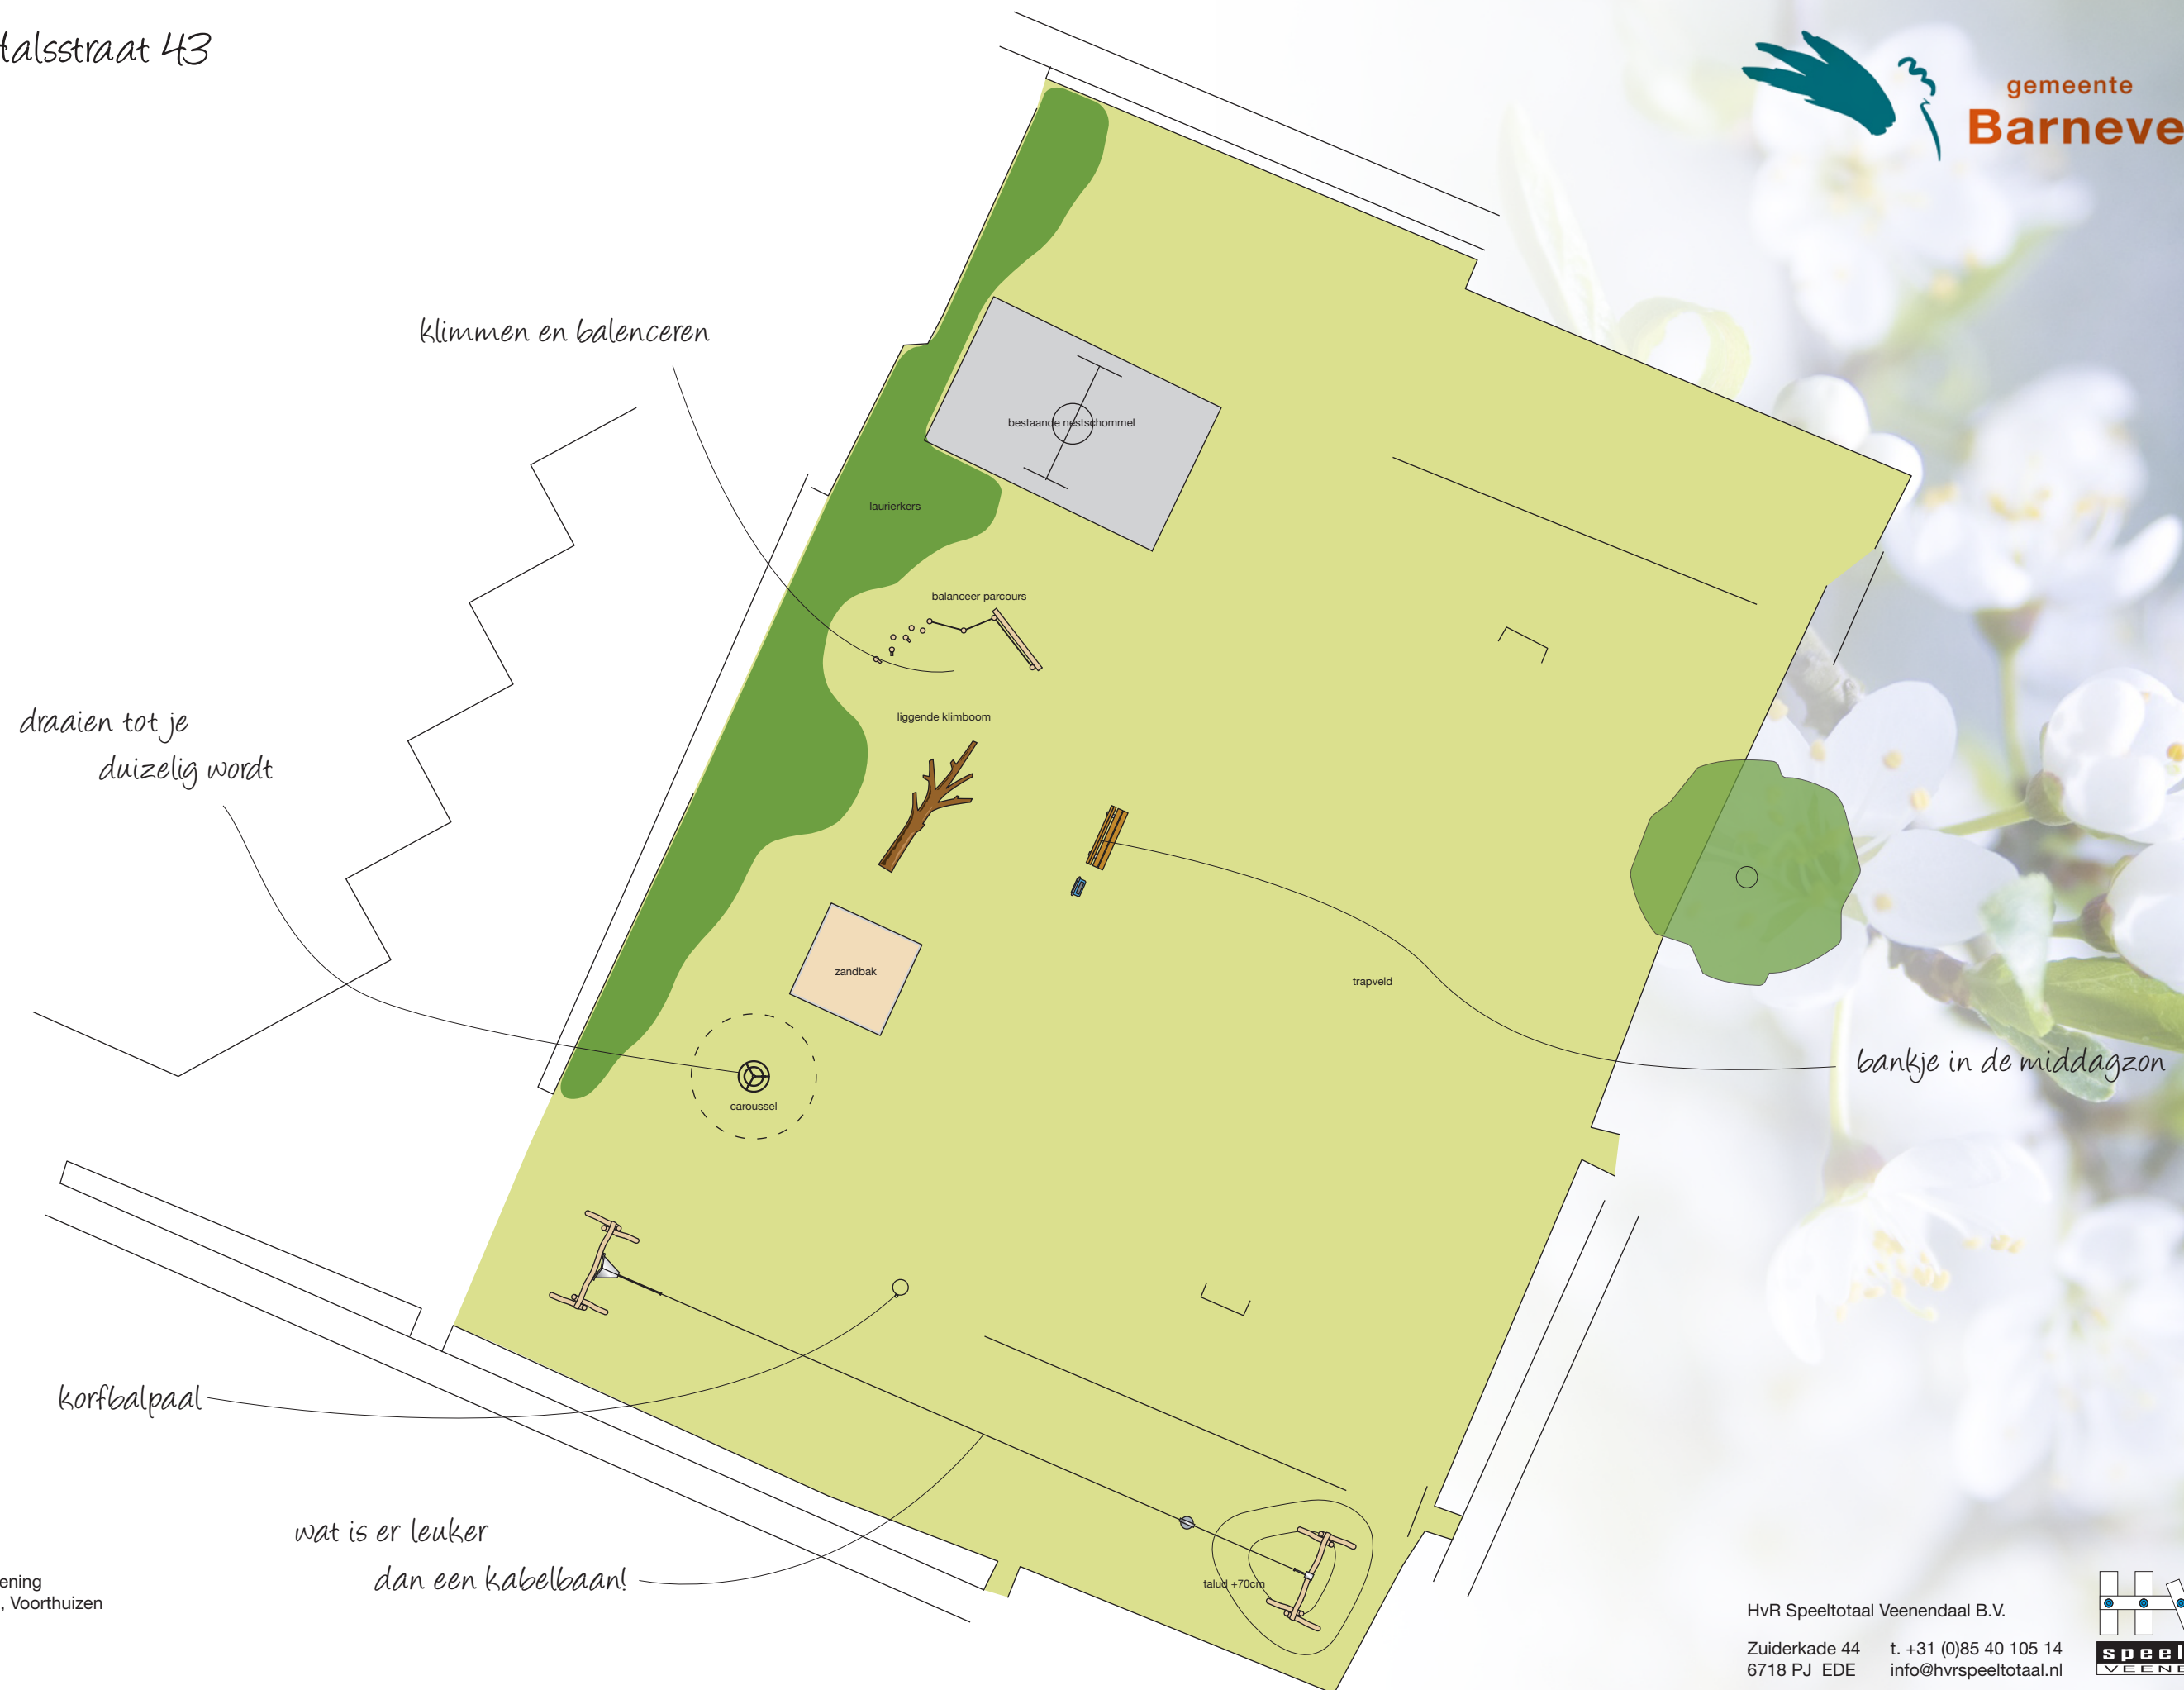 Halsstraat 43
gemeente
Barneve
klimmen en balenceren
bestaande nestschommel
laurierkers
balanceer parcours
draaien tot je
duizelig wordt
liggende klimboom
zandbak
trapveld
bankje in de middagzon
caroussel
korfbalpaal
wat is er leuker
dan een kabelbaan!
talud +70cm
ening
, Voorthuizen
HvR Speeltotaal Veenendaal B.V.
Zuiderkade 44 t. +31 (0)85 40 105 14
6718 PJ EDE info@hvrspeeltotaal.nl
speel
VEENE